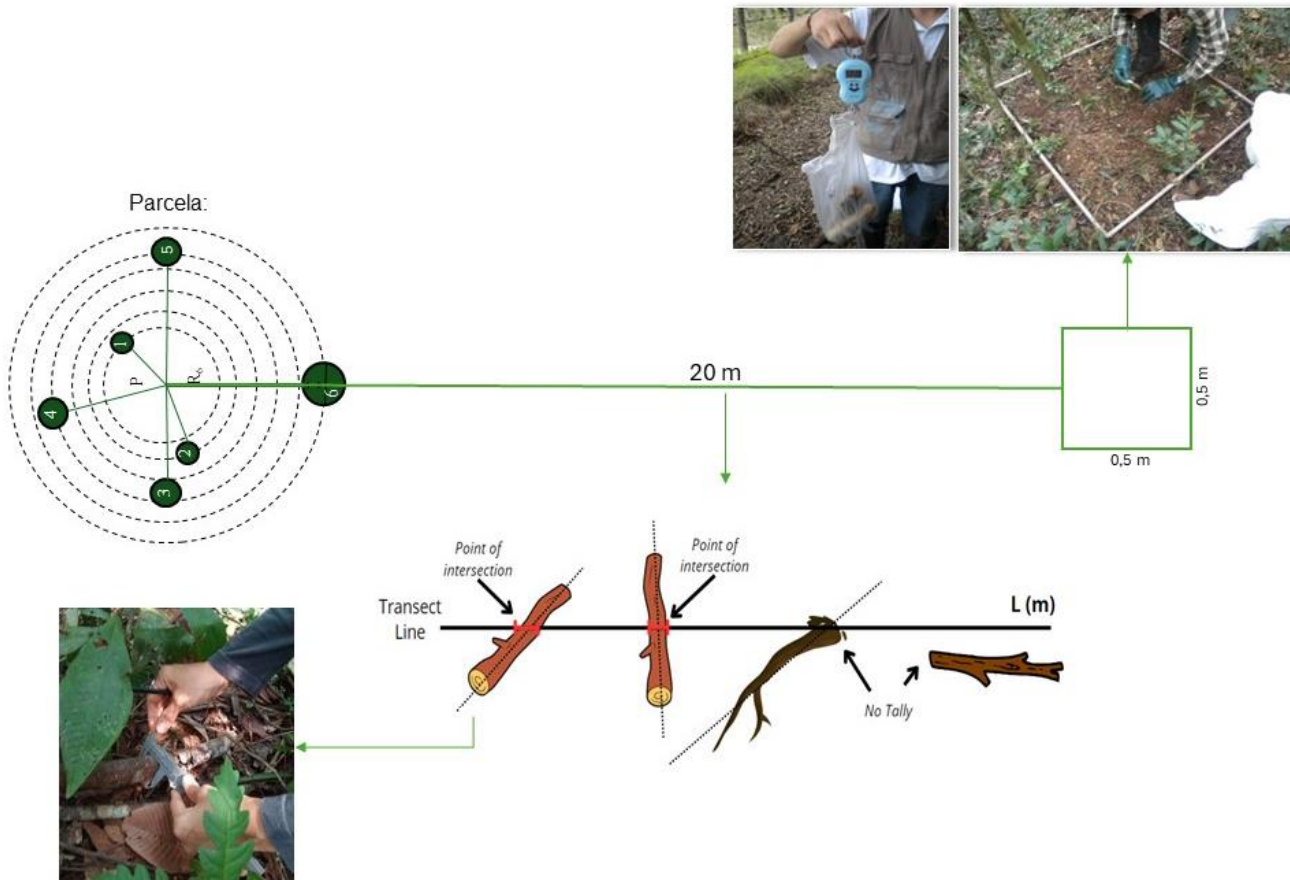 Parcela:
5
1
P
R₆
6
4
2
3
20 m
0,5 m
0,5 m
Point of
intersection
Point of
intersection
Transect
Line
L (m)
No Tally